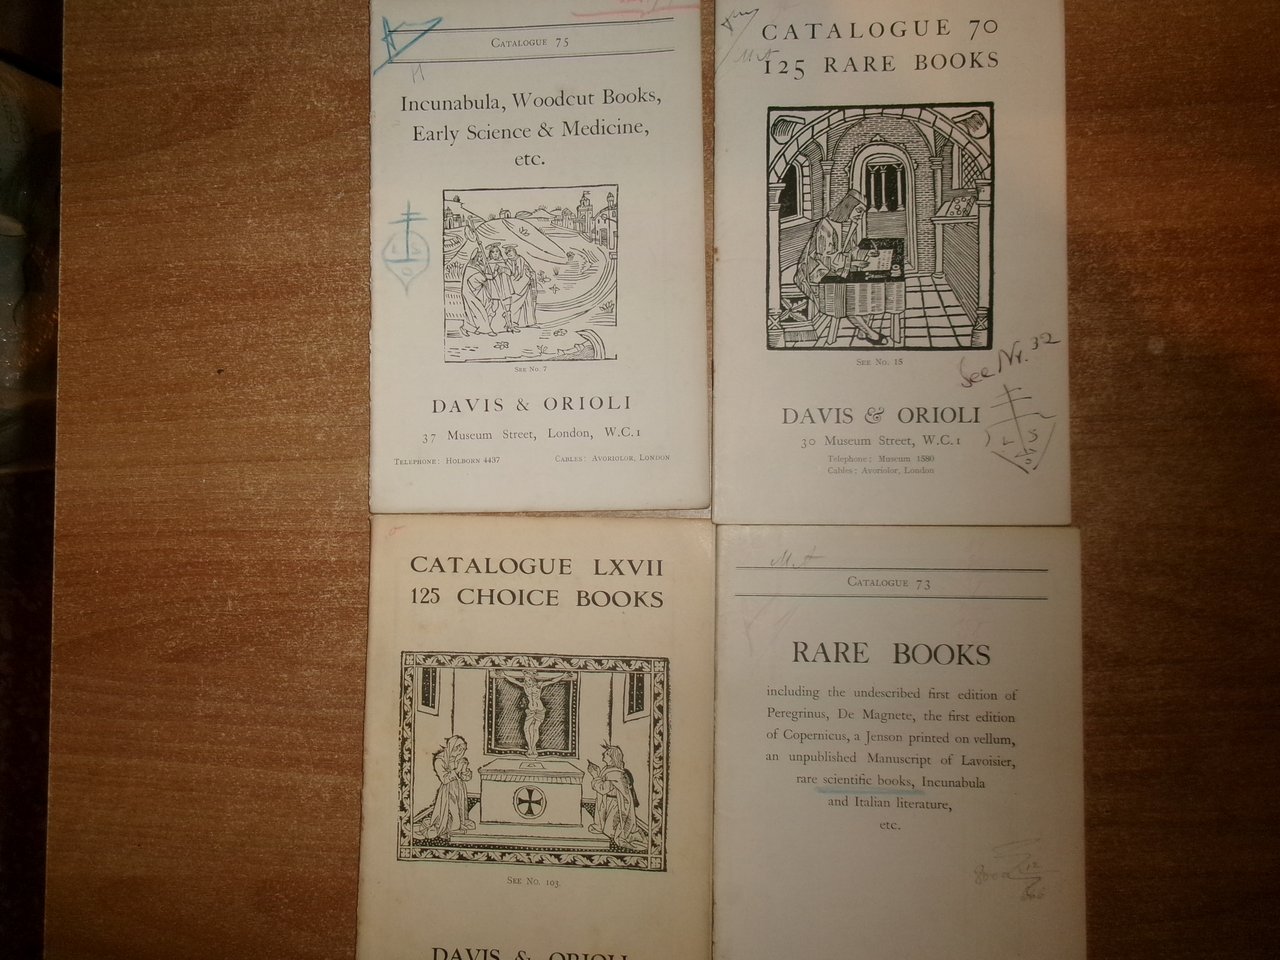 Catalogue 75
Incunabula, Woodcut Books,
Early Science & Medicine,
etc.
See No. 7
DAVIS & ORIOLI
37 Museum Street, London, W.C.1
Telephone: Holborn 4437 Cables: Avoriolor, London
CATALOGUE 70
125 RARE BOOKS
See No. 15
See Nr. 32
DAVIS & ORIOLI
30 Museum Street, W.C.1
Telephone: Museum 1580
Cables: Avoriolor, London
L S
CATALOGUE LXVII
125 CHOICE BOOKS
See No. 103.
DAVIS & ORIOLI
Catalogue 73
RARE BOOKS
including the undescribed first edition of
Peregrinus, De Magnete, the first edition
of Copernicus, a Jenson printed on vellum,
an unpublished Manuscript of Lavoisier,
rare scientific books, Incunabula
and Italian literature,
etc.